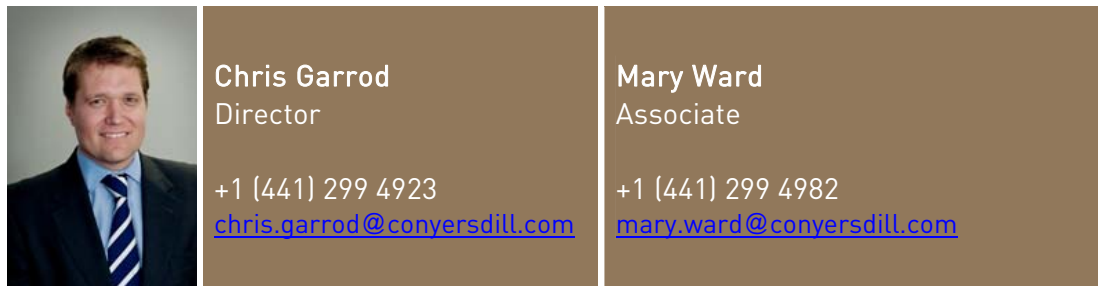 Chris Garrod
Director
+1 (441) 299 4923
chris.garrod@conyersdill.com
Mary Ward
Associate
+1 (441) 299 4982
mary.ward@conyersdill.com